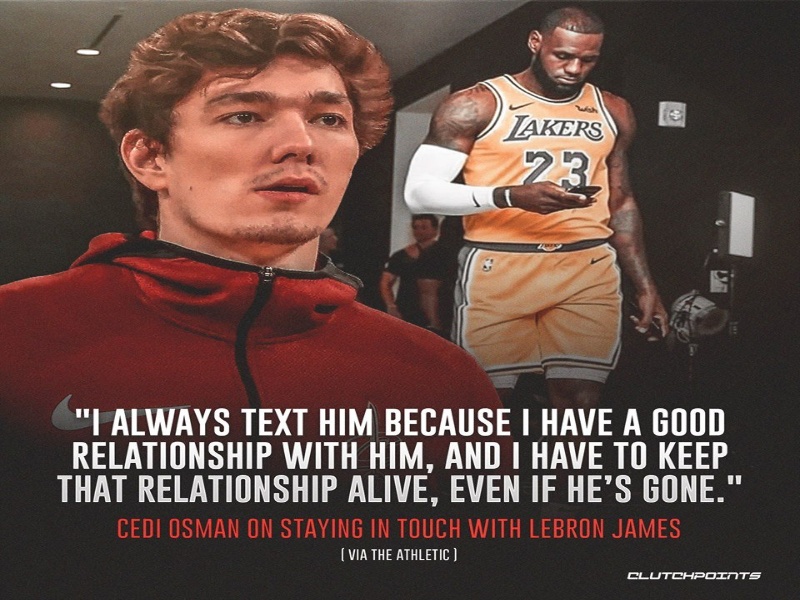 wish
LAKERS
23
"I ALWAYS TEXT HIM BECAUSE I HAVE A GOOD
RELATIONSHIP WITH HIM, AND I HAVE TO KEEP
THAT RELATIONSHIP ALIVE, EVEN IF HE'S GONE."
CEDI OSMAN ON STAYING IN TOUCH WITH LEBRON JAMES
( VIA THE ATHLETIC )
CLUTCHPOINTS